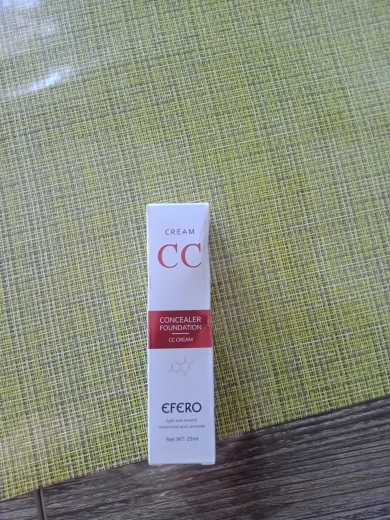 CREAM
CC
CONCEALER
FOUNDATION
CC CREAM
EFERO
light and smooth
moisturizer and concealer
Net WT: 25ml